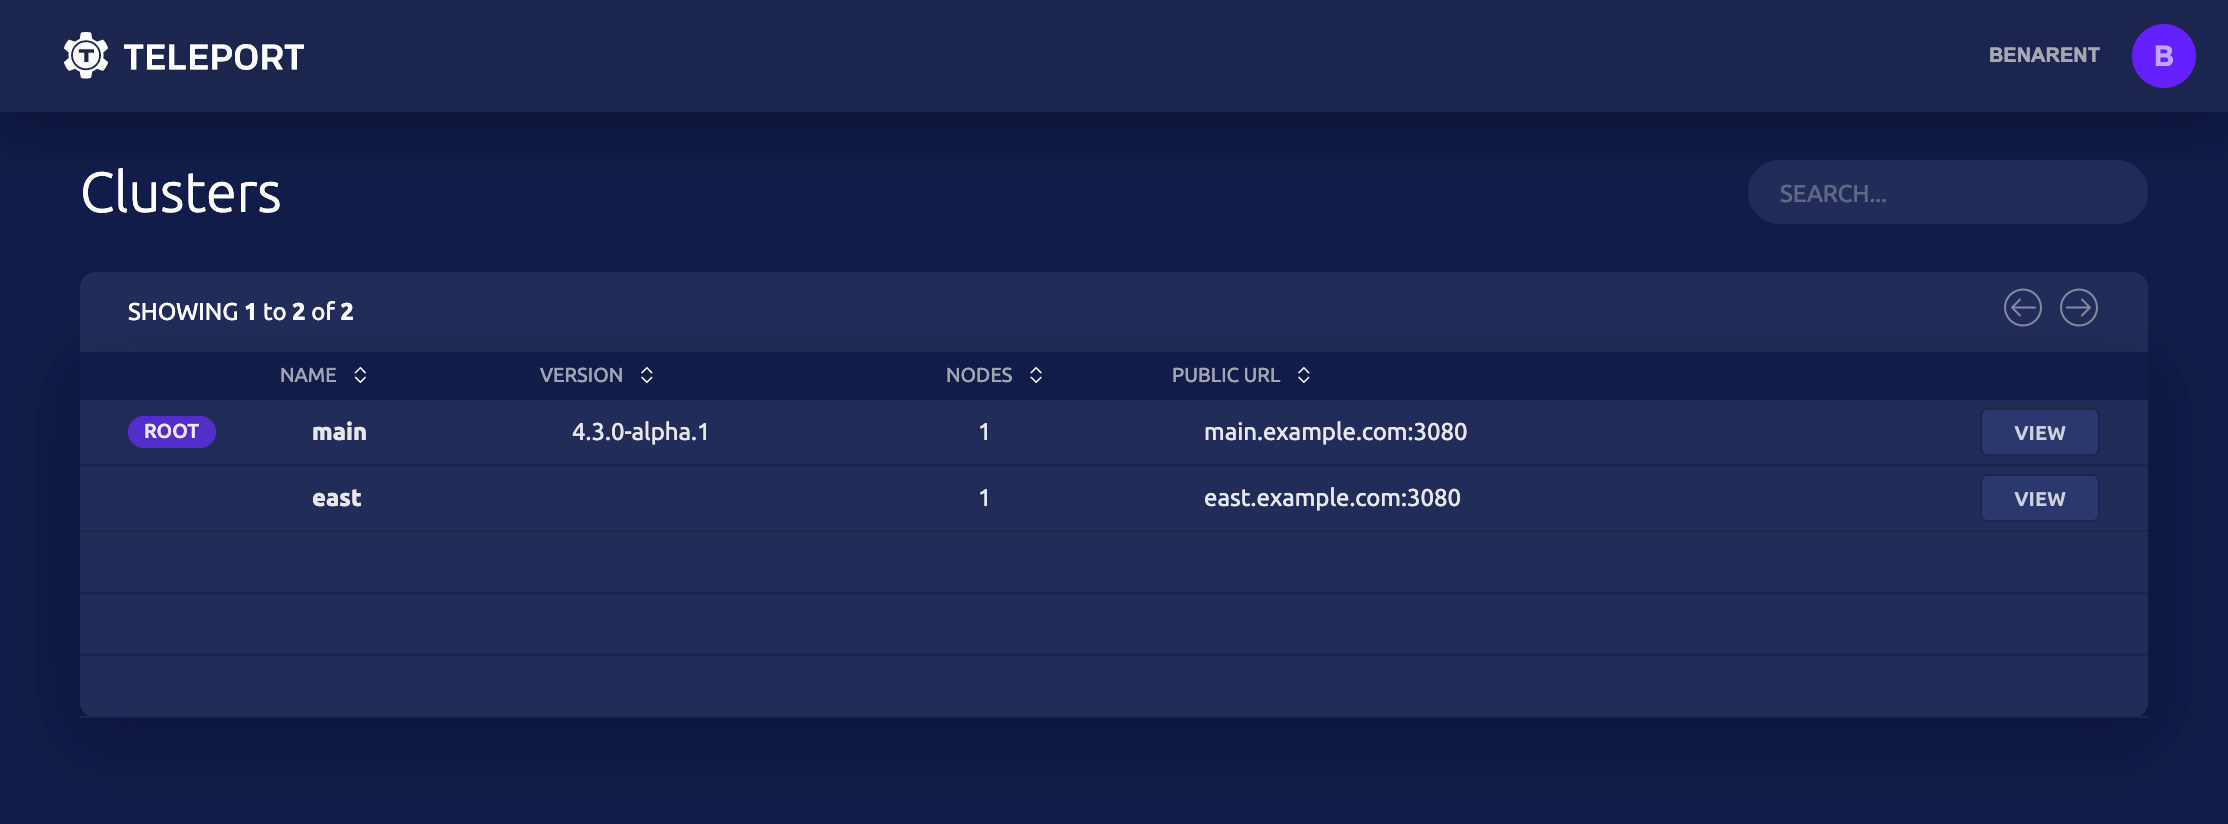 TELEPORT
BENARENT
B
Clusters
SEARCH...
SHOWING 1 to 2 of 2
NAME VERSION NODES PUBLIC URL
ROOT main 4.3.0-alpha.1 1 main.example.com:3080 VIEW
east 1 east.example.com:3080 VIEW